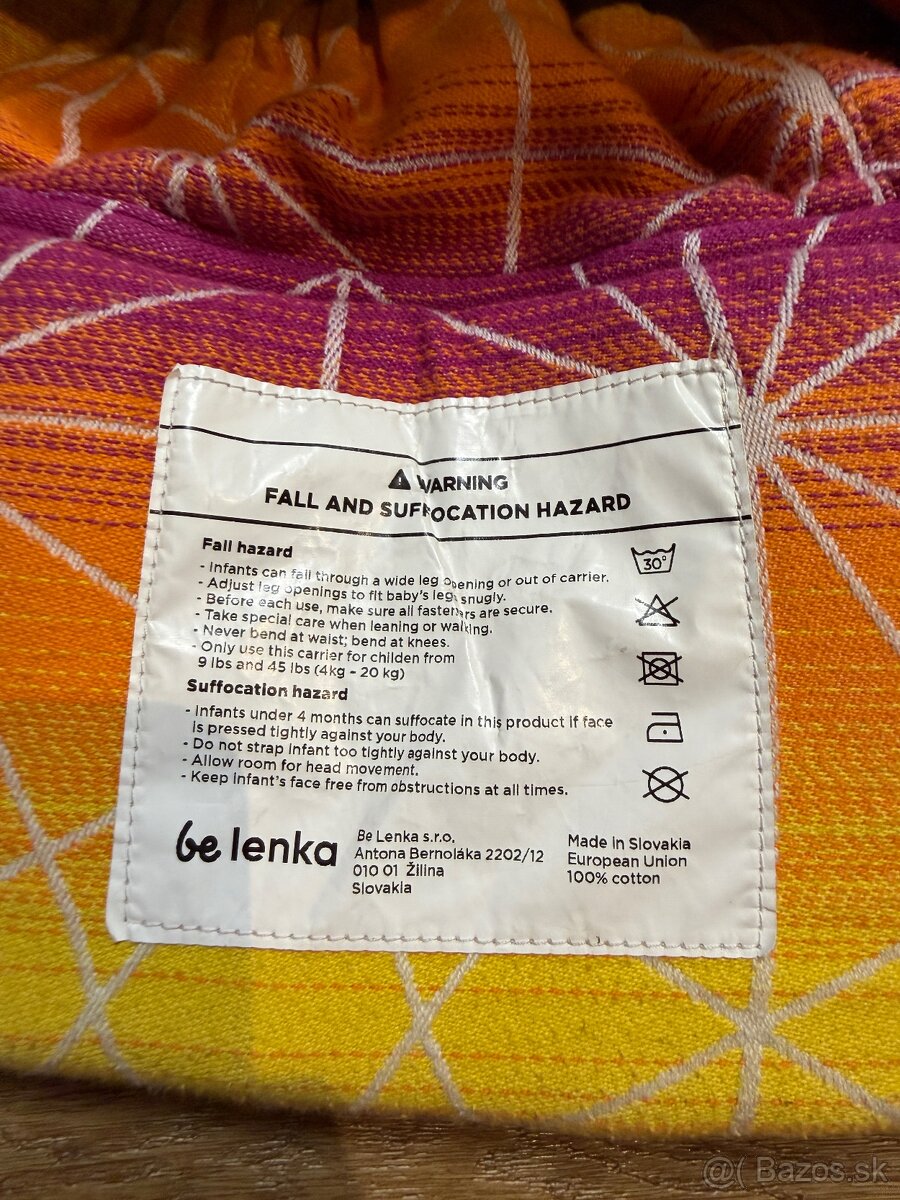 WARNING
FALL AND SUFFOCATION HAZARD
Fall hazard
- Infants can fall through a wide leg opening or out of carrier.
- Adjust leg openings to fit baby's legs snugly.
- Before each use, make sure all fasteners are secure.
- Take special care when leaning or walking.
- Never bend at waist; bend at knees.
- Only use this carrier for childen from
9 lbs and 45 lbs (4kg - 20 kg)
Suffocation hazard
- Infants under 4 months can suffocate in this product if face
is pressed tightly against your body.
- Do not strap infant too tightly against your body.
- Allow room for head movement.
- Keep infant's face free from obstructions at all times.
30°
be lenka
Be Lenka s.r.o.
Antona Bernoláka 2202/12
010 01 Žilina
Slovakia
Made in Slovakia
European Union
100% cotton
@( Bazos.sk